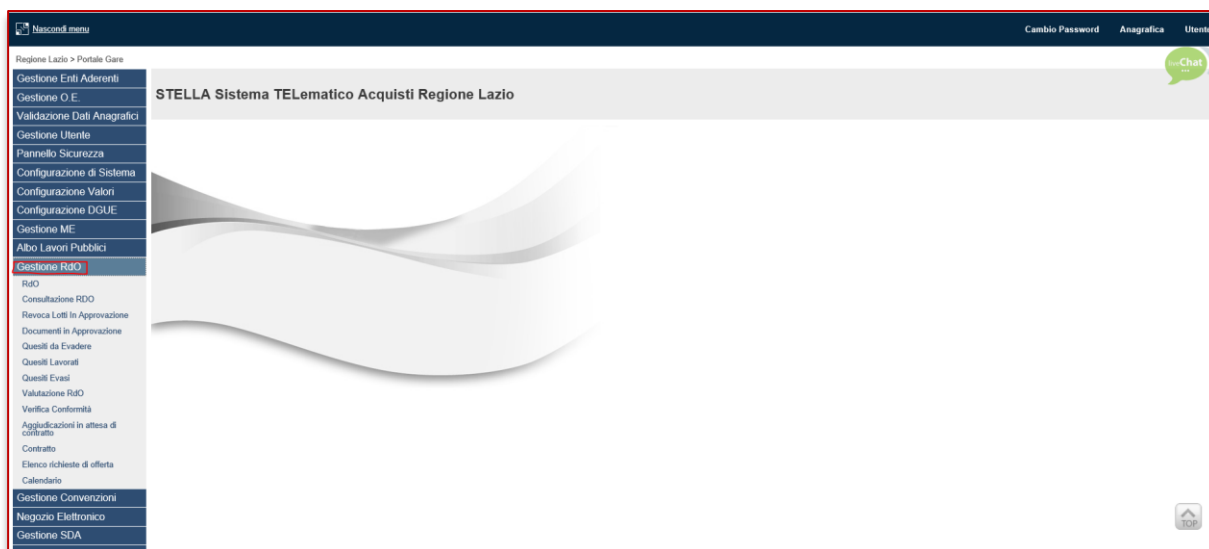 Nascondi menu
Cambio Password Anagrafica Utente
Regione Lazio > Portale Gare
Chat
Gestione Enti Aderenti
Gestione O.E.
STELLA Sistema TELematico Acquisti Regione Lazio
Validazione Dati Anagrafici
Gestione Utente
Pannello Sicurezza
Configurazione di Sistema
Configurazione Valori
Configurazione DGUE
Gestione ME
Albo Lavori Pubblici
Gestione RdO
RdO
Consultazione RDO
Revoca Lotti In Approvazione
Documenti in Approvazione
Quesiti da Evadere
Quesiti Lavorati
Quesiti Evasi
Valutazione RdO
Verifica Conformità
Aggiudicazioni in attesa di
contratto
Contratto
Elenco richieste di offerta
Calendario
Gestione Convenzioni
Negozio Elettronico
TOP
Gestione SDA